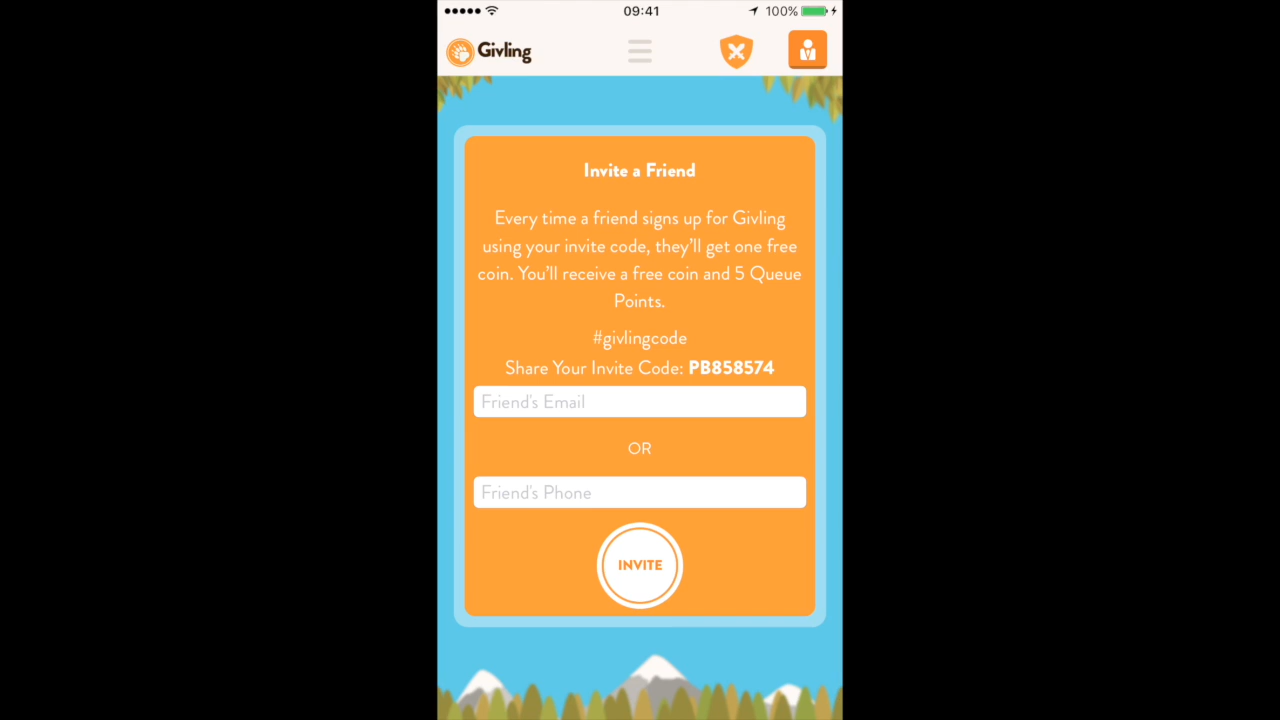 09:41
100%
Givling
Invite a Friend
Every time a friend signs up for Givling
using your invite code, they'll get one free
coin. You'll receive a free coin and 5 Queue
Points.
#givlingcode
Share Your Invite Code: PB858574
Friend's Email
OR
Friend's Phone
INVITE